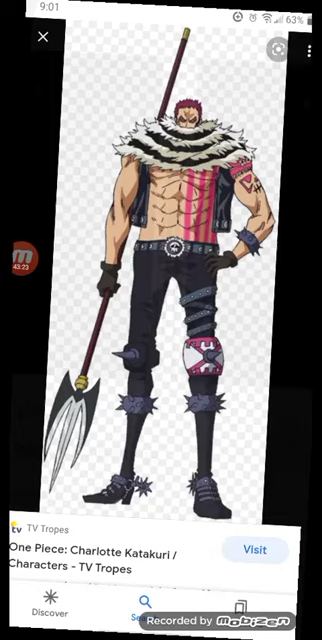 9:01
63%
43:23
tv TV Tropes
One Piece: Charlotte Katakuri /
Characters - TV Tropes
Visit
Discover
Recorded by Mobizen